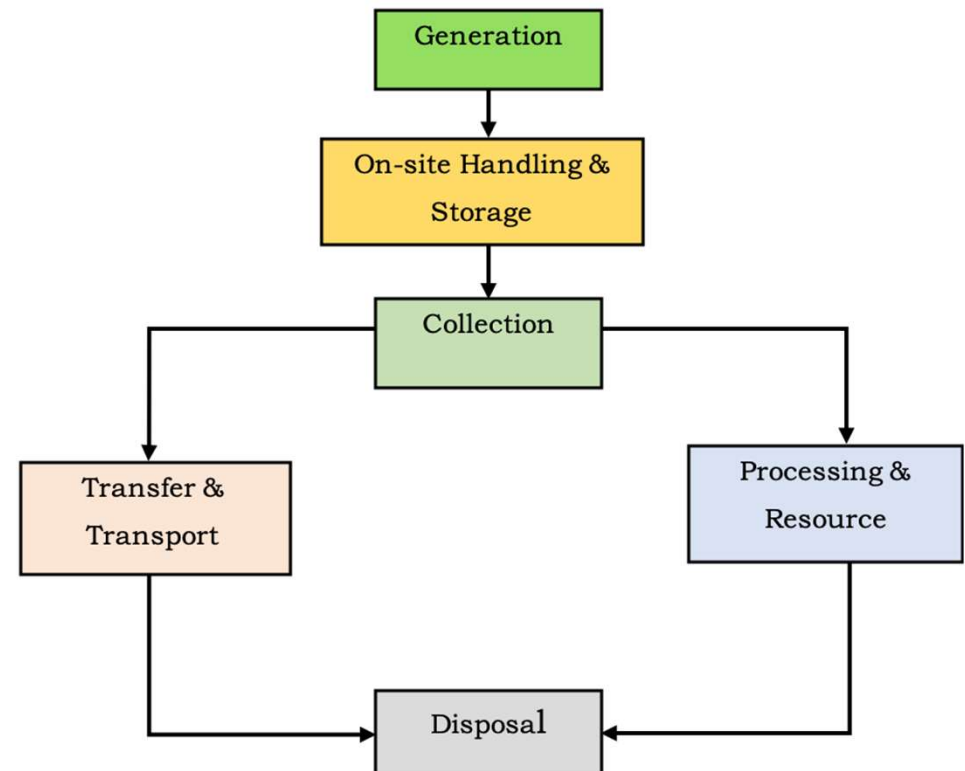 Generation
On-site Handling &
Storage
Collection
Transfer &
Transport
Processing &
Resource
Disposal